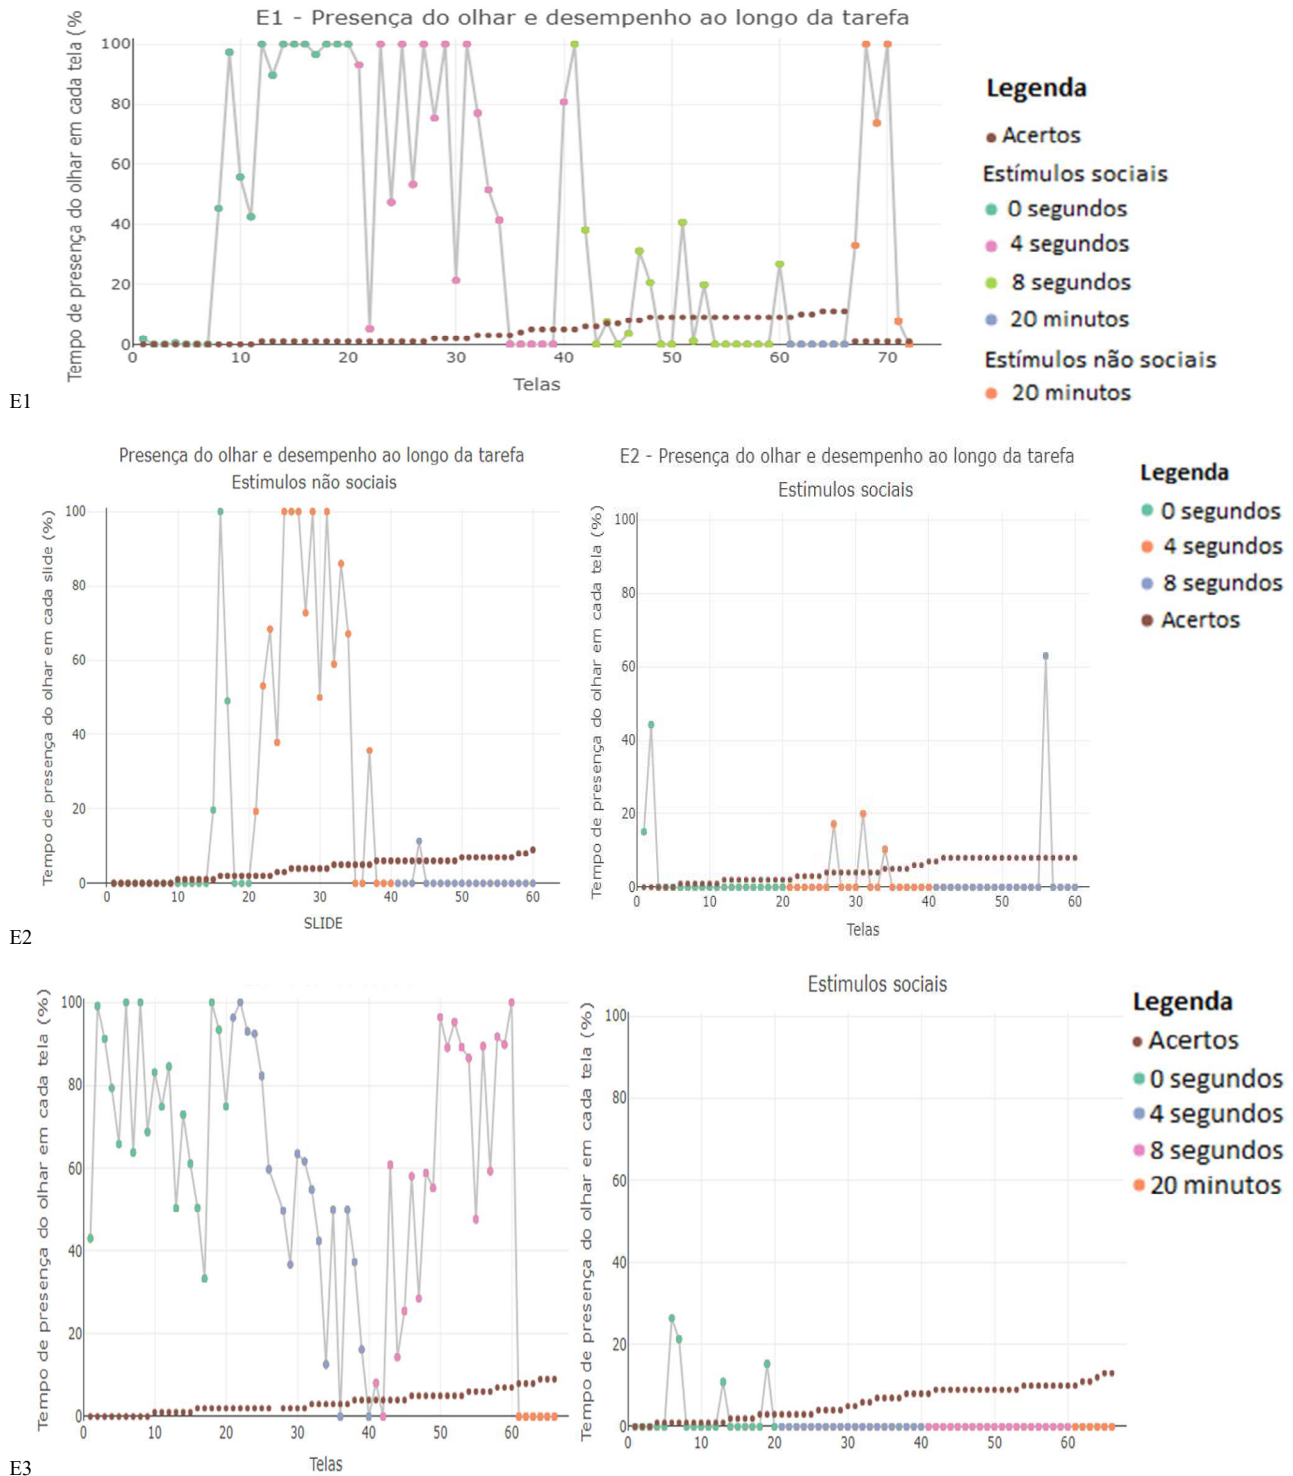 E1 - Presença do olhar e desempenho ao longo da tarefa
Tempo de presença do olhar em cada tela (%
100
80
60
40
20
0
0
10
20
30
40
50
60
70
Telas
Legenda
Acertos
Estímulos sociais
0 segundos
4 segundos
8 segundos
20 minutos
Estímulos não sociais
20 minutos
E1
Presença do olhar e desempenho ao longo da tarefa
Estimulos não sociais
Tempo de presença do olhar em cada slide (%)
100
80
60
40
20
0
0
10
20
30
40
50
60
SLIDE
E2 - Presença do olhar e desempenho ao longo da tarefa
Estimulos sociais
Tempo de presença do olhar em cada tela (%)
100
80
60
40
20
0
0
10
20
30
40
50
60
Telas
Legenda
0 segundos
4 segundos
8 segundos
Acertos
E2
Tempo de presença do olhar em cada tela (%)
100
80
60
40
20
0
0
10
20
30
40
50
60
Telas
Estimulos sociais
Tempo de presença do olhar em cada tela (%)
100
80
60
40
20
0
0
10
20
30
40
50
60
Legenda
Acertos
0 segundos
4 segundos
8 segundos
20 minutos
E3